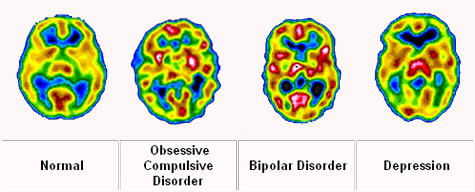 Normal
Obsessive
Compulsive
Disorder
Bipolar Disorder
Depression